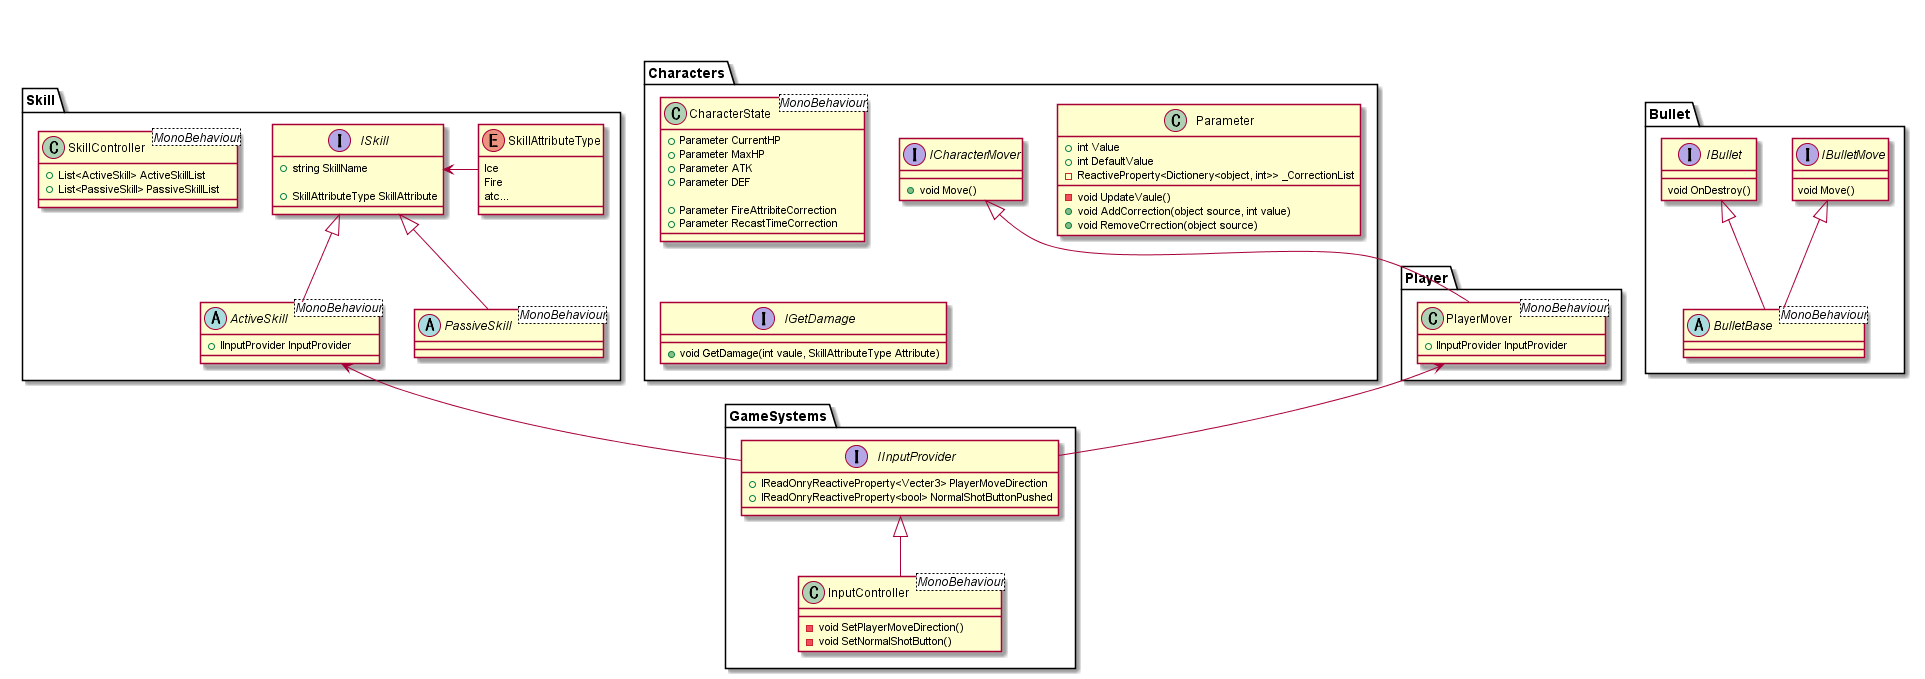 Skill
SkillController
MonoBehaviour
List<ActiveSkill> ActiveSkillList
List<PassiveSkill> PassiveSkillList
ISkill
string SkillName
SkillAttributeType SkillAttribute
SkillAttributeType
Ice
Fire
atc...
ActiveSkill
MonoBehaviour
IInputProvider InputProvider
PassiveSkill
MonoBehaviour
Characters
CharacterState
MonoBehaviour
Parameter CurrentHP
Parameter MaxHP
Parameter ATK
Parameter DEF
Parameter FireAttribiteCorrection
Parameter RecastTimeCorrection
ICharacterMover
void Move()
Parameter
int Value
int DefaultValue
ReactiveProperty<Dictionery<object, int>> _CorrectionList
void UpdateVaule()
void AddCorrection(object source, int value)
void RemoveCrrection(object source)
IGetDamage
void GetDamage(int vaule, SkillAttributeType Attribute)
Player
PlayerMover
MonoBehaviour
IInputProvider InputProvider
Bullet
IBullet
void OnDestroy()
IBulletMove
void Move()
BulletBase
MonoBehaviour
GameSystems
IInputProvider
IReadOnryReactiveProperty<Vecter3> PlayerMoveDirection
IReadOnryReactiveProperty<bool> NormalShotButtonPushed
InputController
MonoBehaviour
void SetPlayerMoveDirection()
void SetNormalShotButton()